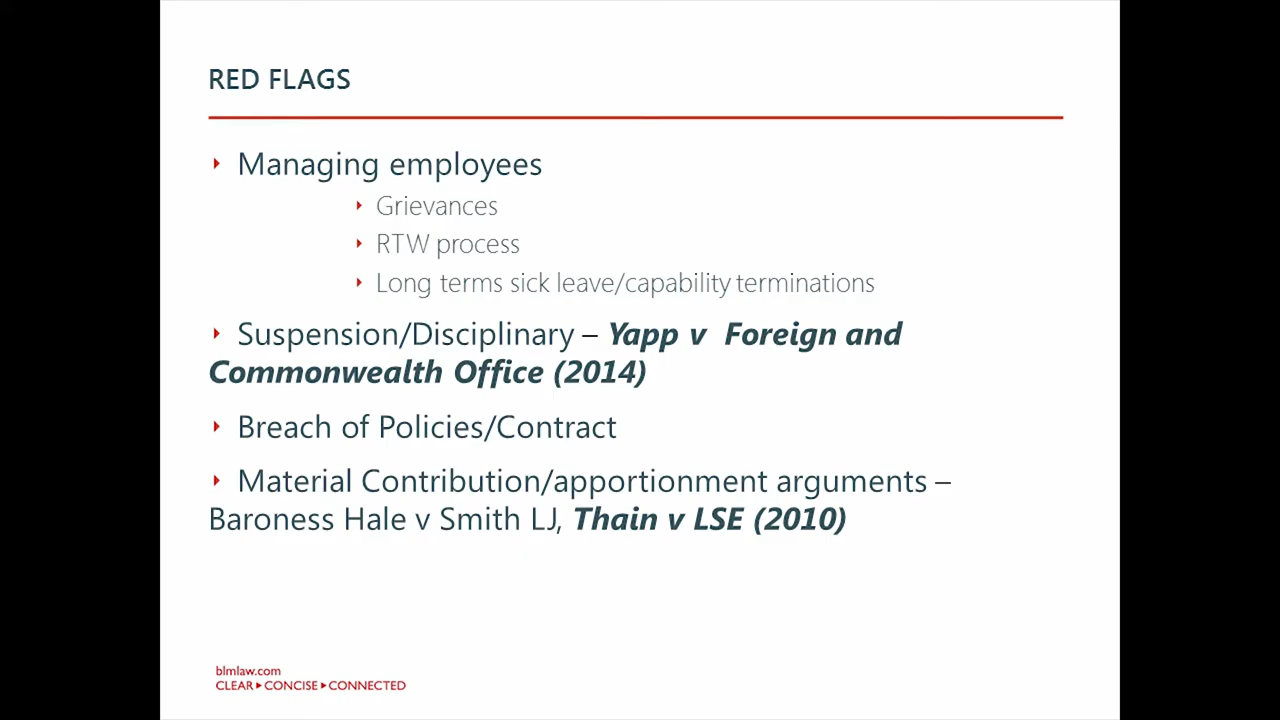 RED FLAGS
Managing employees
Grievances
RTW process
Long terms sick leave/capability terminations
Suspension/Disciplinary – Yapp v Foreign and
Commonwealth Office (2014)
Breach of Policies/Contract
Material Contribution/apportionment arguments –
Baroness Hale v Smith LJ, Thain v LSE (2010)
blmlaw.com
CLEAR▸CONCISE▸CONNECTED